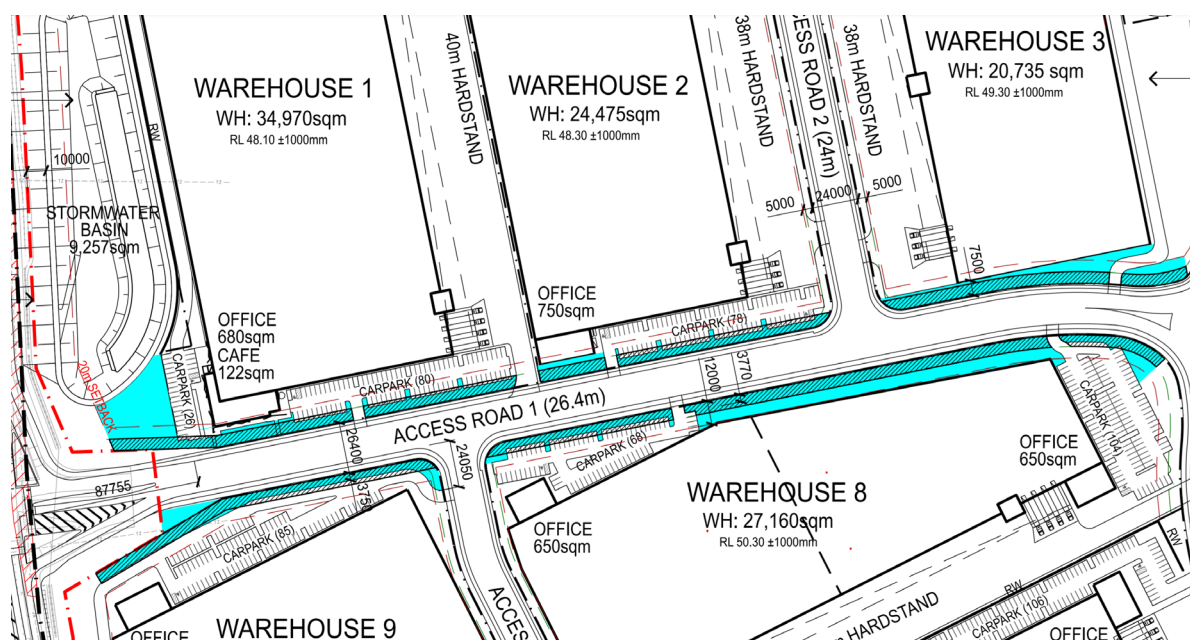 WAREHOUSE 1
WH: 34,970sqm
RL 48.10 ±1000mm
40m HARDSTAND
WAREHOUSE 2
WH: 24,475sqm
RL 48.30 ±1000mm
38m HARDSTAND
CESS ROAD 2 (24m)
38m HARDSTAND
WAREHOUSE 3
WH: 20,735 sqm
RL 49.30 ±1000mm
RW
10000
STORMWATER
BASIN
9,257sqm
5000
24000
5000
7500
OFFICE
680sqm
CAFE
122sqm
OFFICE
750sqm
CARPARK (78)
CARPARK (80)
CARPARK (26)
20m SETBACK
12000
3770
ACCESS ROAD 1 (26.4m)
26400
24050
3750
87755
CARPARK (68)
CARPARK (104)
OFFICE
650sqm
WAREHOUSE 8
WH: 27,160sqm
RL 50.30 ±1000mm
OFFICE
650sqm
CARPARK (85)
RW
RW
ACCES
HARDSTAND
CARPARK (106)
OFFICE
WAREHOUSE 9
OFFICE